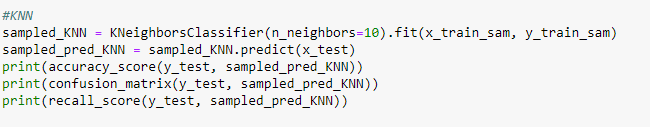 #KNN
sampled_KNN = KNeighborsClassifier(n_neighbors=10).fit(x_train_sam, y_train_sam)
sampled_pred_KNN = sampled_KNN.predict(x_test)
print(accuracy_score(y_test, sampled_pred_KNN))
print(confusion_matrix(y_test, sampled_pred_KNN))
print(recall_score(y_test, sampled_pred_KNN))